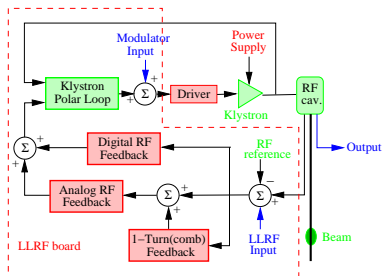 Modulator
Input
Power
Supply
Klystron
Polar Loop
+
Σ
+
Driver
Klystron
RF
cav.
+
Σ
+
Digital RF
Feedback
RF
reference
Output
Analog RF
Feedback
+
Σ
+
−
Σ
+
1−Turn(comb)
Feedback
LLRF
Input
Beam
LLRF board